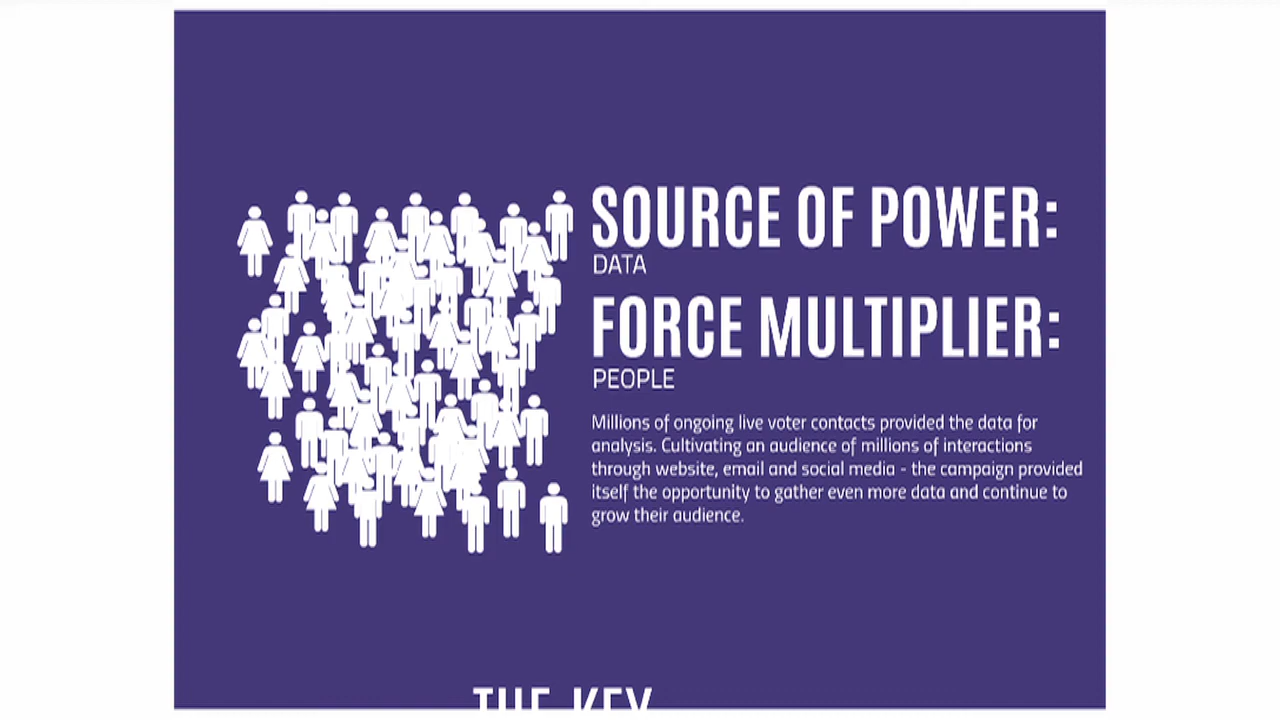 SOURCE OF POWER:
DATA
FORCE MULTIPLIER:
PEOPLE
Millions of ongoing live voter contacts provided the data for
analysis. Cultivating an audience of millions of interactions
through website, email and social media - the campaign provided
itself the opportunity to gather even more data and continue to
grow their audience.
THE KEY